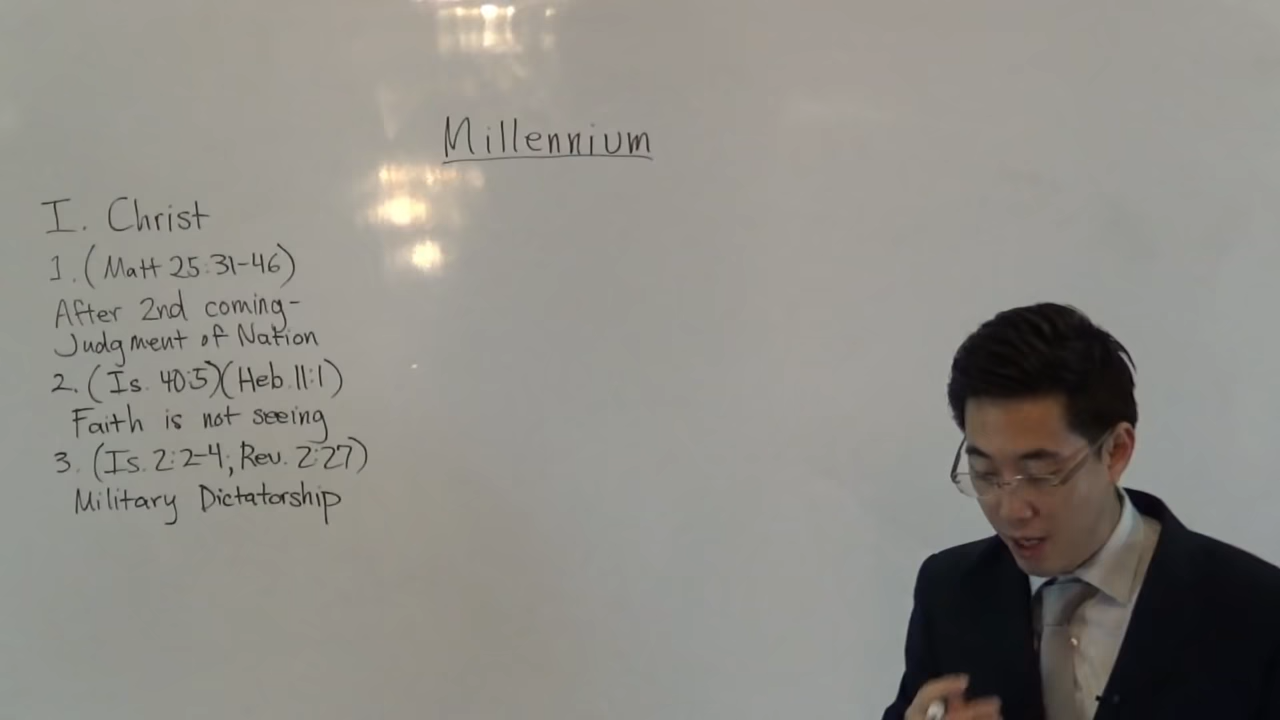 Millennium
I. Christ
1. (Matt 25:31-46)
After 2nd coming-
Judgment of Nation
2. (Is. 40:5)(Heb. 11:1)
Faith is not seeing
3. (Is. 2:2-4; Rev. 2:27)
Military Dictatorship